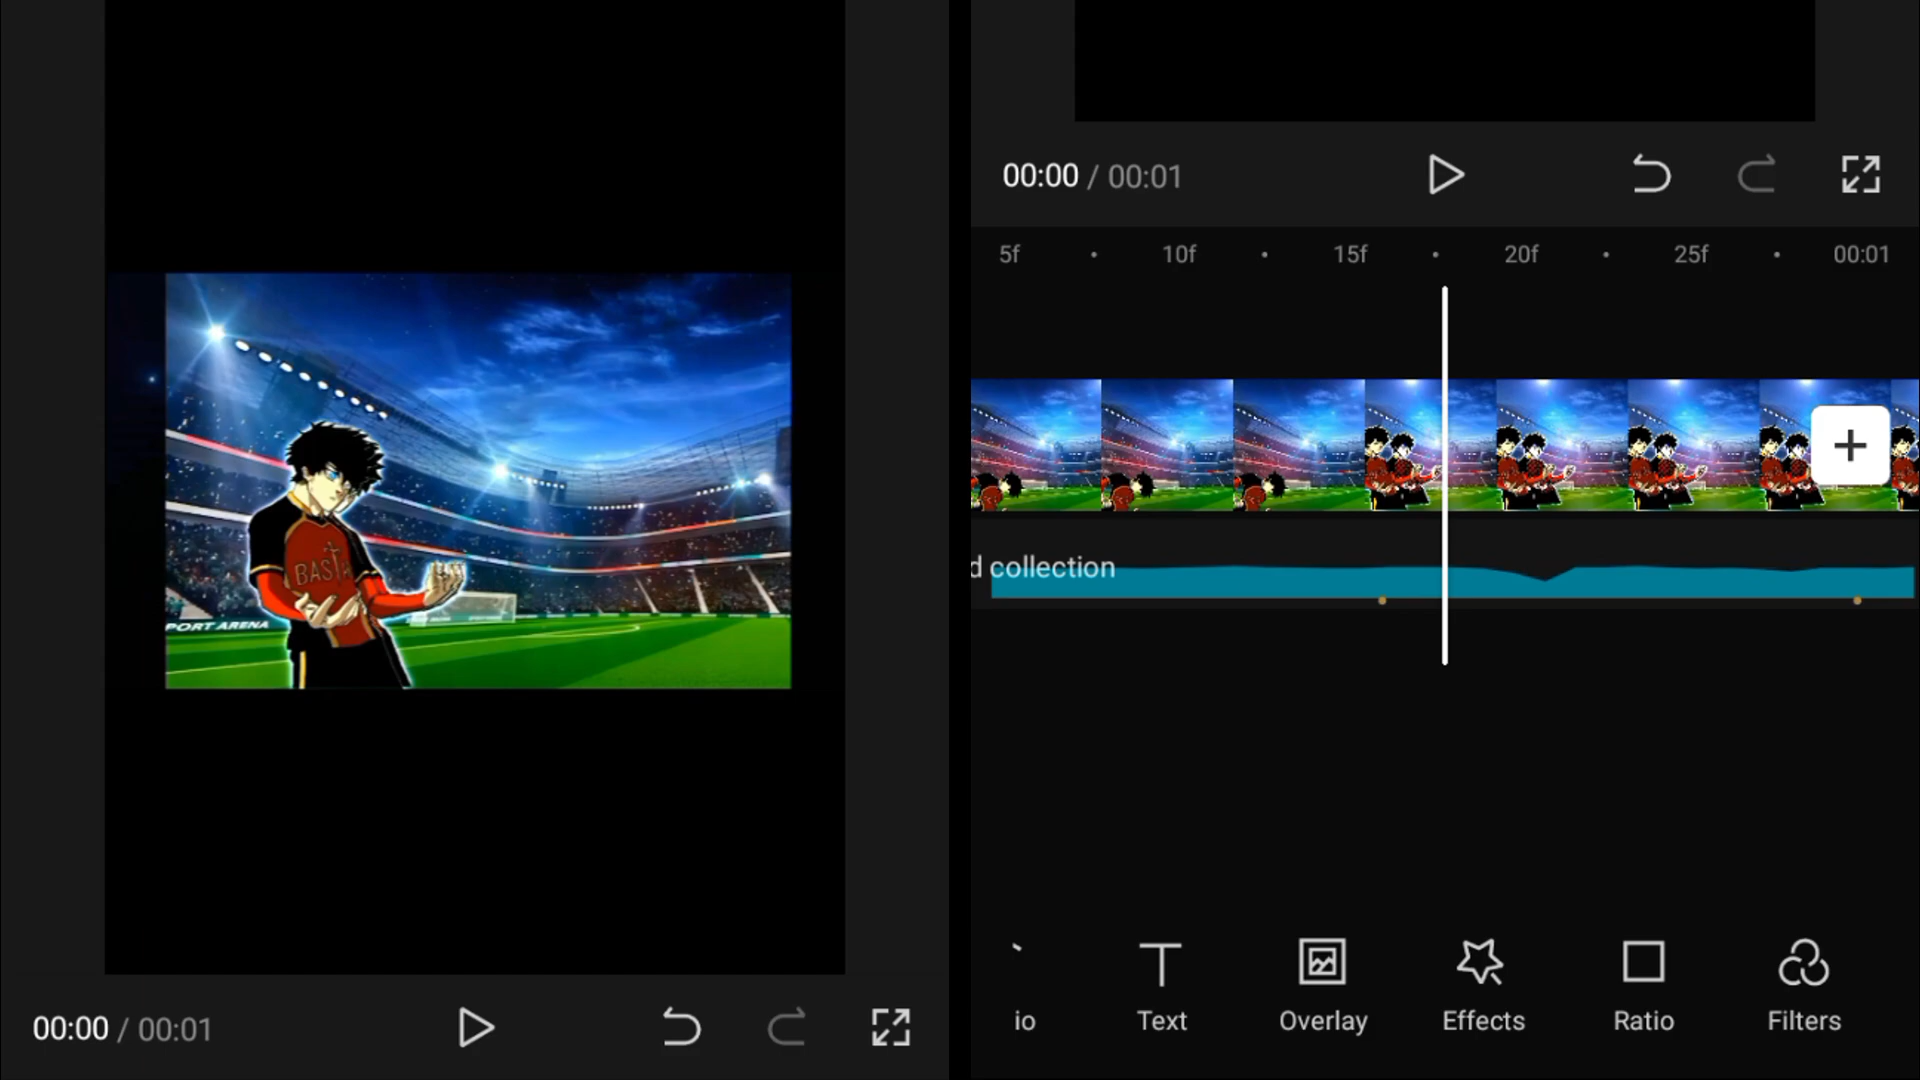 BAST
PORT ARENA
00:00 / 00:01
00:00 / 00:01
5f 10f 15f 20f 25f 00:01
d collection
io Text Overlay Effects Ratio Filters